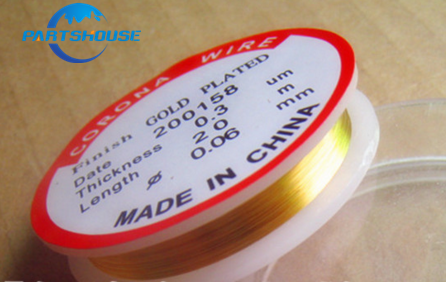 PARTSHOUSE
CORONA WIRE
Finish GOLD PLATED
Date 200158
Thickness 0.3 um
Length 20 m
ϕ 0.06 mm
MADE IN CHINA